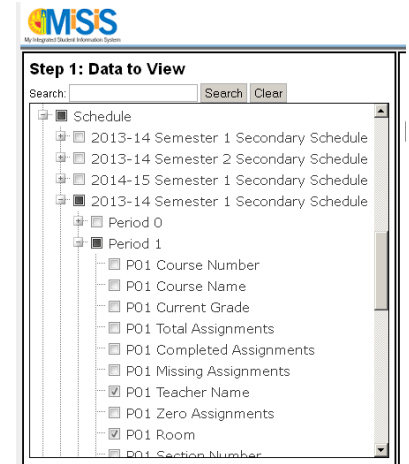 MiSiS
My Integrated Student Information System
Step 1: Data to View
Search: Search Clear
Schedule
2013-14 Semester 1 Secondary Schedule
2013-14 Semester 2 Secondary Schedule
2014-15 Semester 1 Secondary Schedule
2013-14 Semester 1 Secondary Schedule
Period 0
Period 1
P01 Course Number
P01 Course Name
P01 Current Grade
P01 Total Assignments
P01 Completed Assignments
P01 Missing Assignments
P01 Teacher Name
P01 Zero Assignments
P01 Room
P01 Section Number